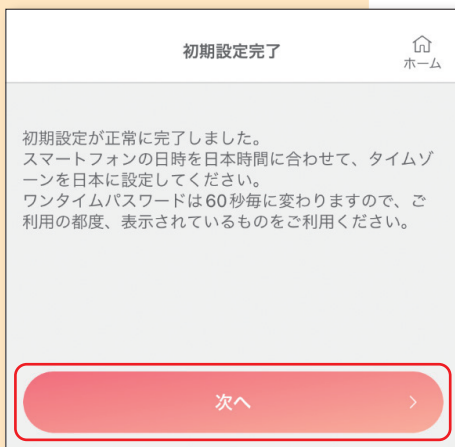 初期設定完了
ホーム
初期設定が正常に完了しました。
スマートフォンの日時を日本時間に合わせて、タイムゾ
ーンを日本に設定してください。
ワンタイムパスワードは60秒毎に変わりますので、ご
利用の都度、表示されているものをご利用ください。
次へ